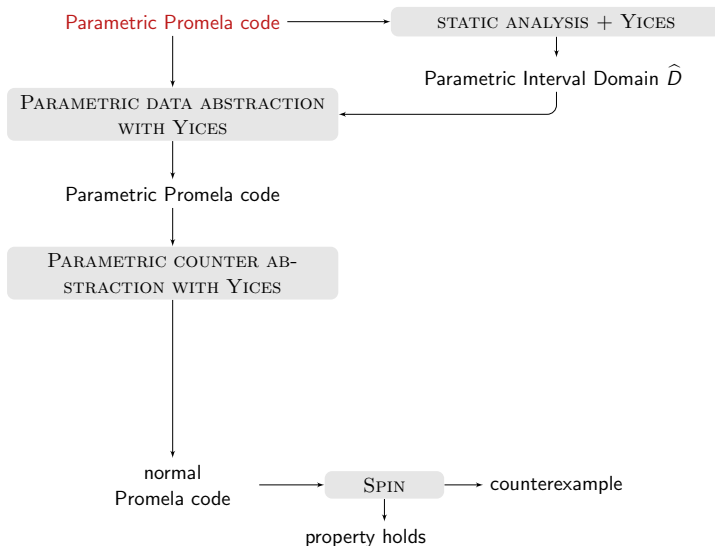 Parametric Promela code
STATIC ANALYSIS + YICES
Parametric Interval Domain D̂
PARAMETRIC DATA ABSTRACTION
WITH YICES
Parametric Promela code
PARAMETRIC COUNTER AB-
STRACTION WITH YICES
normal
Promela code
SPIN
counterexample
property holds